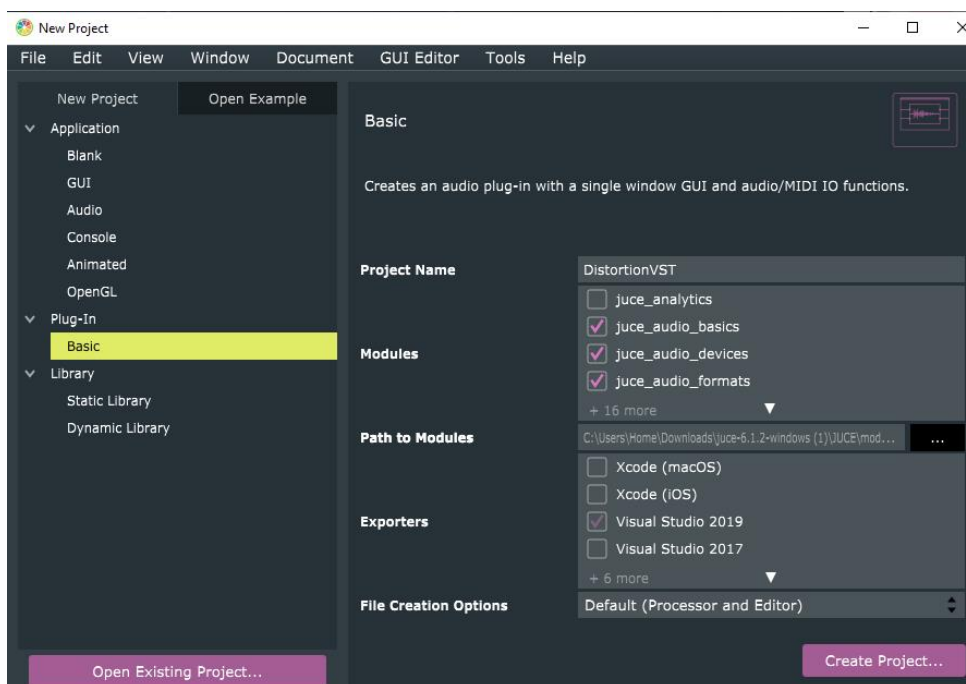 New Project
File Edit View Window Document GUI Editor Tools Help
New Project Open Example
Application
Blank
GUI
Audio
Console
Animated
OpenGL
Plug-In
Basic
Library
Static Library
Dynamic Library
Open Existing Project...
Basic
Creates an audio plug-in with a single window GUI and audio/MIDI IO functions.
Project Name DistortionVST
Modules
juce_analytics
juce_audio_basics
juce_audio_devices
juce_audio_formats
+ 16 more
Path to Modules C:\Users\Home\Downloads\juce-6.1.2-windows (1)\JUCE\mod... ...
Exporters
Xcode (macOS)
Xcode (iOS)
Visual Studio 2019
Visual Studio 2017
+ 6 more
File Creation Options Default (Processor and Editor)
Create Project...